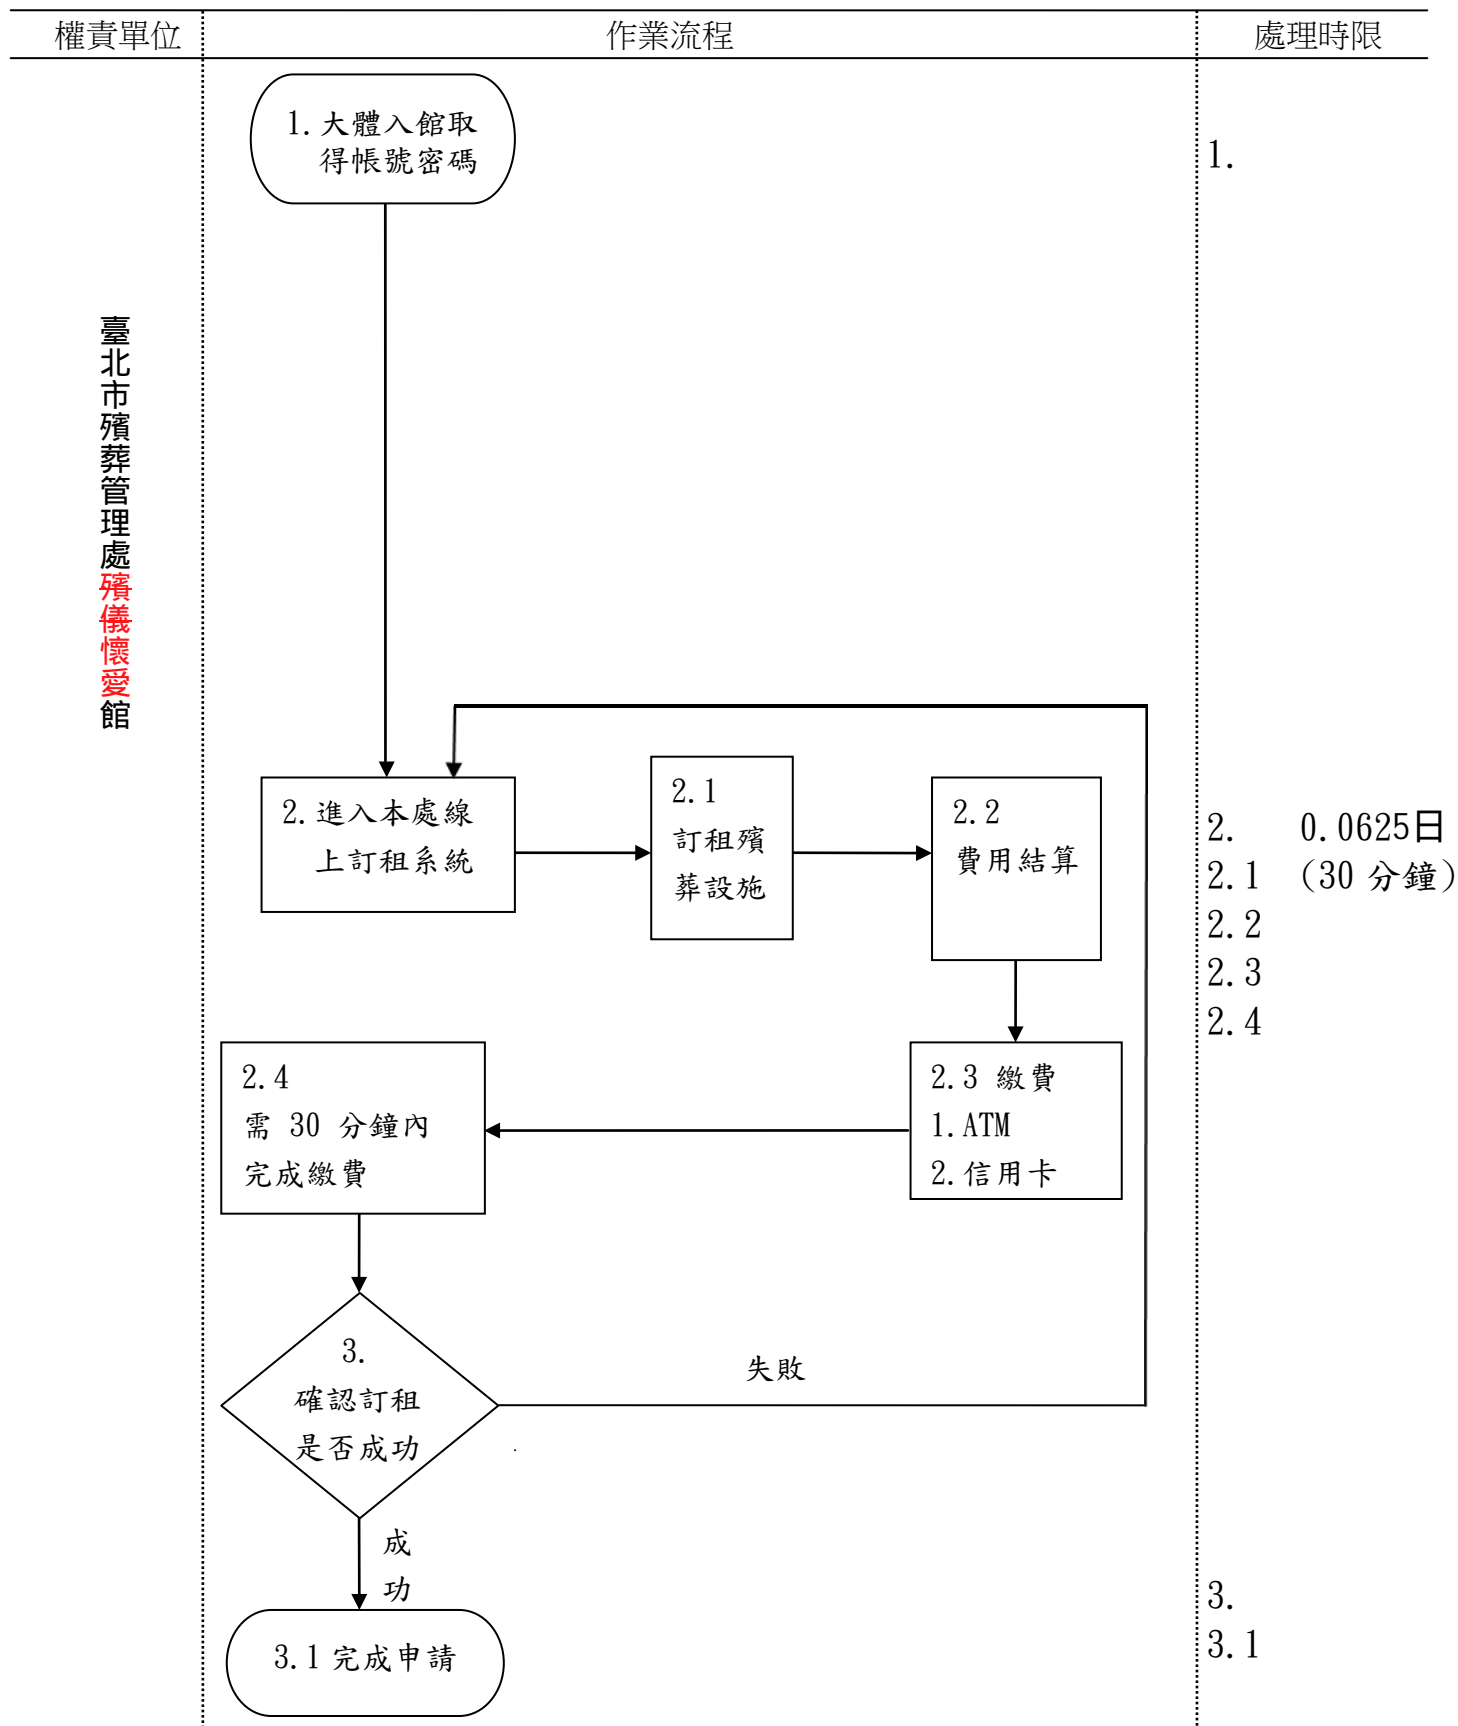 權責單位
作業流程
處理時限
臺北市殯葬管理處殯儀懷愛館
1.大體入館取
得帳號密碼
1.
2.進入本處線
上訂租系統
2.1
訂租殯
葬設施
2.2
費用結算
2. 0.0625日
2.1 (30 分鐘)
2.2
2.3
2.4
2.3 繳費
1.ATM
2.信用卡
2.4
需 30 分鐘內
完成繳費
3.
確認訂租
是否成功
失敗
成
功
3.1 完成申請
3.
3.1